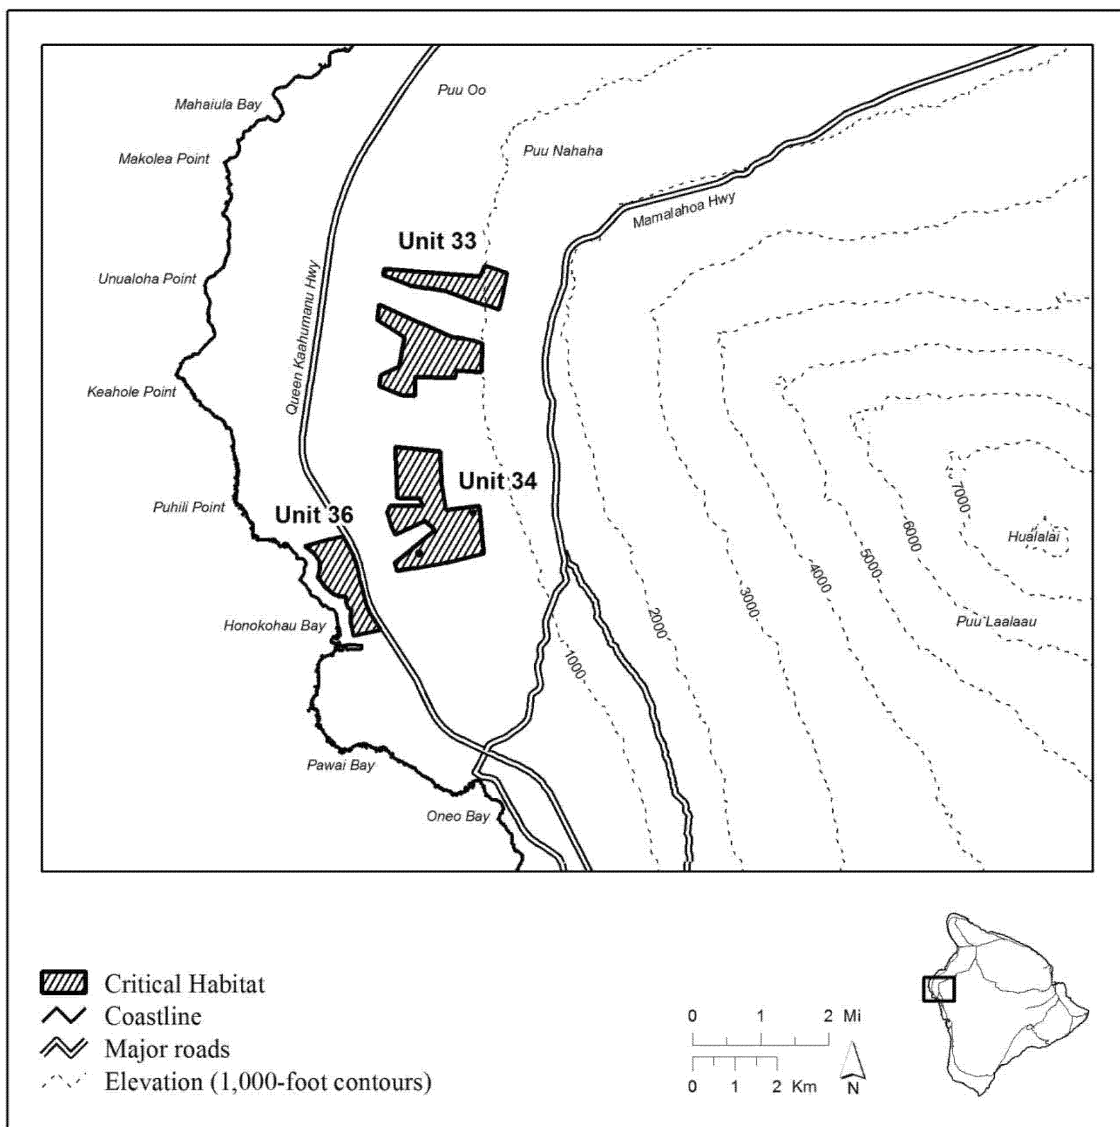 Puu Oo
Mahaiula Bay
Makolea Point
Puu Nahaha
Mamalahoa Hwy
Unit 33
Unualoha Point
Queen Kaahumanu Hwy
Keahole Point
Unit 34
Puhili Point
Unit 36
7000
6000
5000
4000
3000
2000
1000
Hualalai
Puu Laalaau
Honokohau Bay
Pawai Bay
Oneo Bay
Critical Habitat
Coastline
Major roads
Elevation (1,000-foot contours)
0 1 2 Mi
0 1 2 Km
N